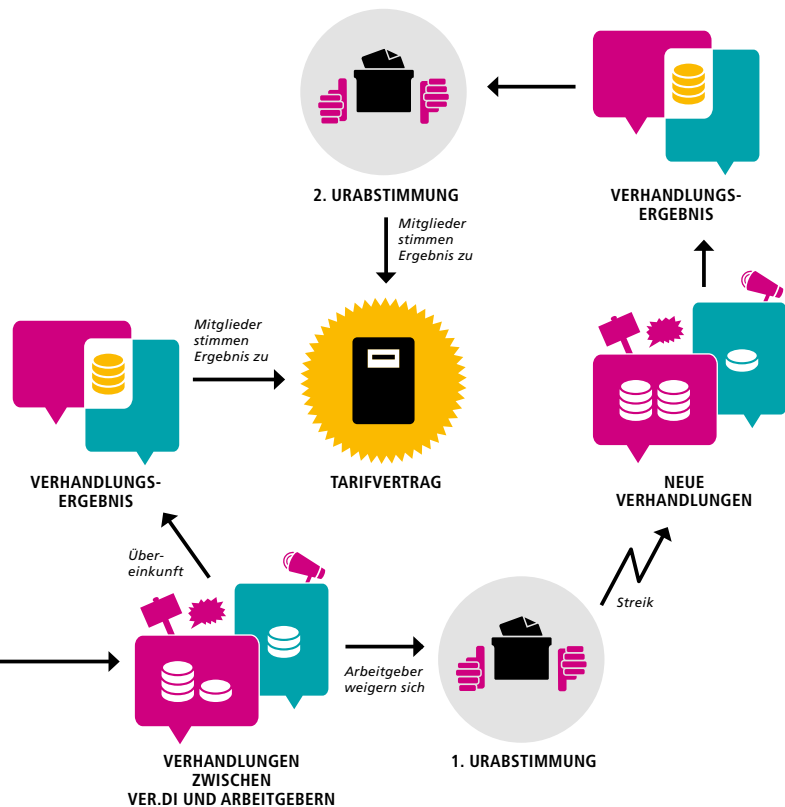 2. URABSTIMMUNG
VERHANDLUNGS-
ERGEBNIS
Mitglieder
stimmen
Ergebnis zu
Mitglieder
stimmen
Ergebnis zu
VERHANDLUNGS-
ERGEBNIS
TARIFVERTRAG
NEUE
VERHANDLUNGEN
Über-
einkunft
Streik
Arbeitgeber
weigern sich
VERHANDLUNGEN
ZWISCHEN
VER.DI UND ARBEITGEBERN
1. URABSTIMMUNG